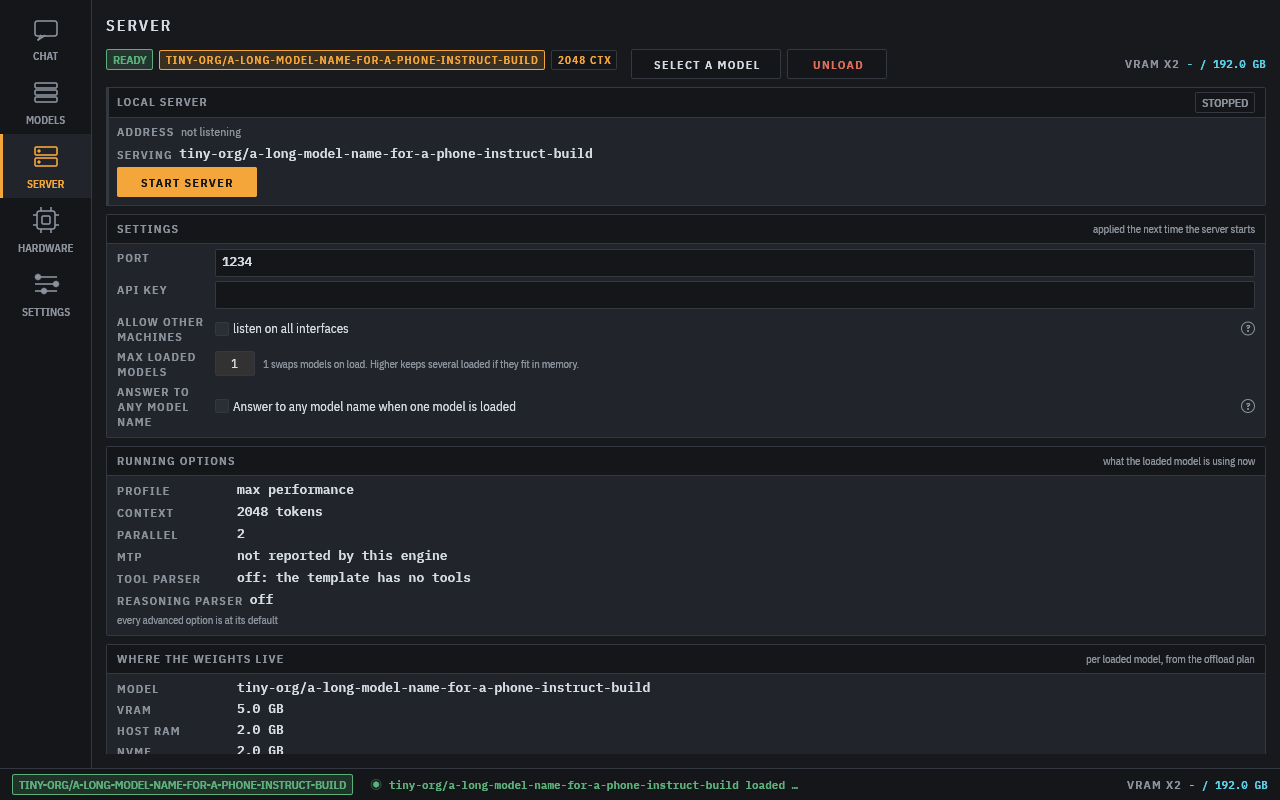 SERVER
CHAT
MODELS
SERVER
HARDWARE
SETTINGS
READY TINY-ORG/A-LONG-MODEL-NAME-FOR-A-PHONE-INSTRUCT-BUILD 2048 CTX SELECT A MODEL UNLOAD VRAM X2 - / 192.0 GB
LOCAL SERVER STOPPED
ADDRESS not listening
SERVING tiny-org/a-long-model-name-for-a-phone-instruct-build
START SERVER
SETTINGS applied the next time the server starts
PORT 1234
API KEY
ALLOW OTHER MACHINES listen on all interfaces ?
MAX LOADED MODELS 1 1 swaps models on load. Higher keeps several loaded if they fit in memory.
ANSWER TO ANY MODEL NAME Answer to any model name when one model is loaded ?
RUNNING OPTIONS what the loaded model is using now
PROFILE max performance
CONTEXT 2048 tokens
PARALLEL 2
MTP not reported by this engine
TOOL PARSER off: the template has no tools
REASONING PARSER off
every advanced option is at its default
WHERE THE WEIGHTS LIVE per loaded model, from the offload plan
MODEL tiny-org/a-long-model-name-for-a-phone-instruct-build
VRAM 5.0 GB
HOST RAM 2.0 GB
NVME 2.0 GB
TINY-ORG/A-LONG-MODEL-NAME-FOR-A-PHONE-INSTRUCT-BUILD tiny-org/a-long-model-name-for-a-phone-instruct-build loaded … VRAM X2 - / 192.0 GB